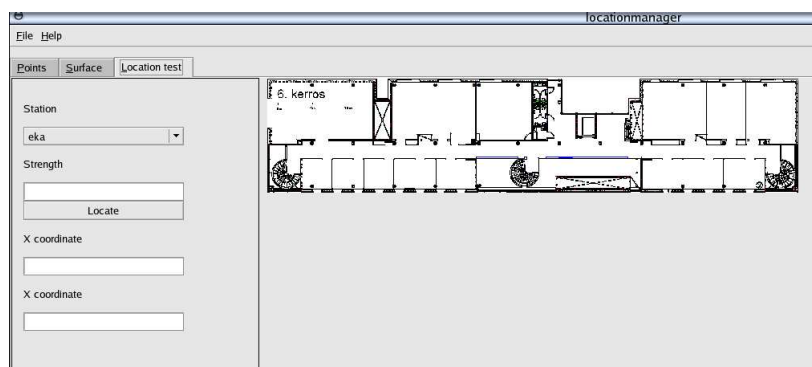 locationmanager
File Help
Points Surface Location test
Station
eka
Strength
Locate
X coordinate
X coordinate
6. kerros